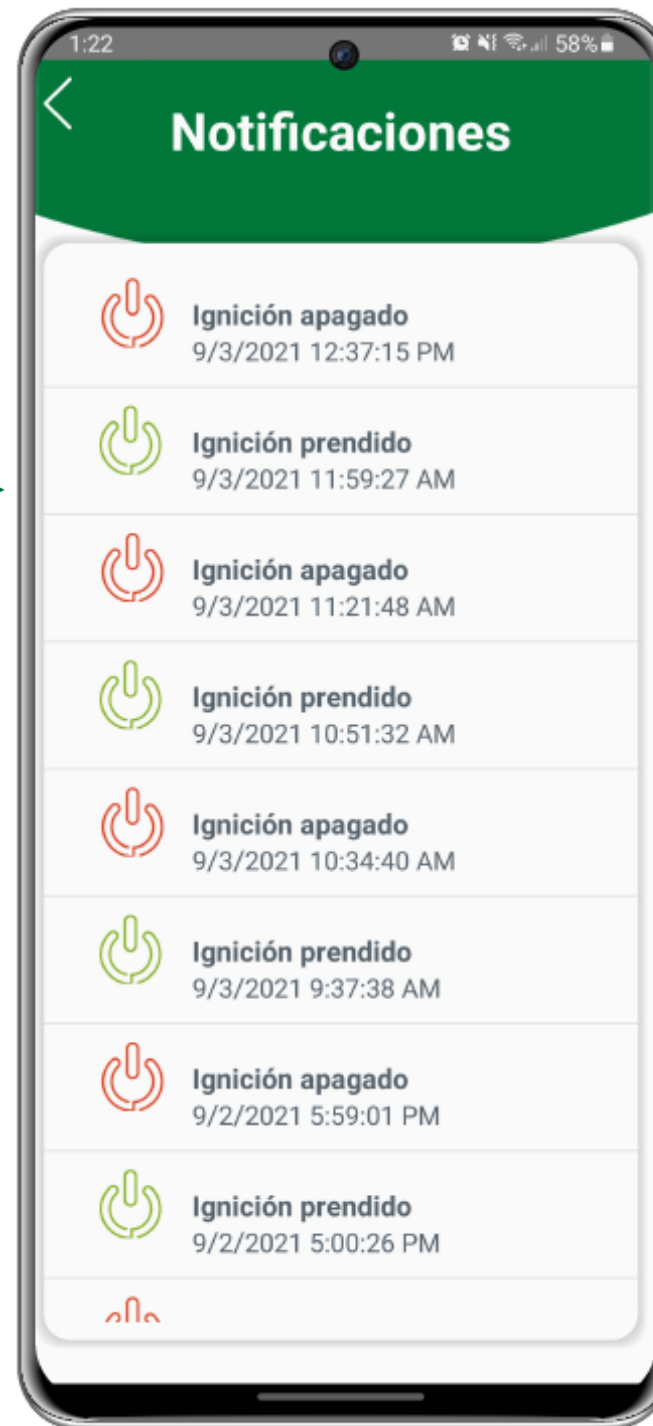 1:22
58%
Notificaciones
Ignición apagado
9/3/2021 12:37:15 PM
Ignición prendido
9/3/2021 11:59:27 AM
Ignición apagado
9/3/2021 11:21:48 AM
Ignición prendido
9/3/2021 10:51:32 AM
Ignición apagado
9/3/2021 10:34:40 AM
Ignición prendido
9/3/2021 9:37:38 AM
Ignición apagado
9/2/2021 5:59:01 PM
Ignición prendido
9/2/2021 5:00:26 PM